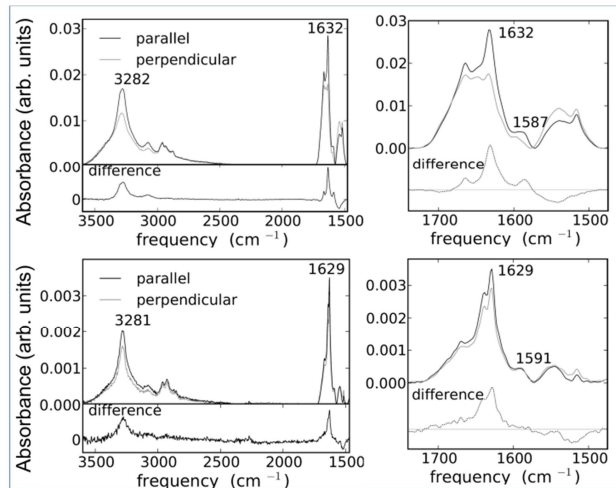 Absorbance (arb. units)
0.03
0.02
0.01
0.00
0
parallel
perpendicular
3282
1632
difference
3500 3000 2500 2000 1500
frequency (cm -1)
0.03
0.02
0.01
0.00
1632
1587
difference
1700 1600 1500
frequency (cm -1)
Absorbance (arb. units)
0.003
0.002
0.001
0.000
0
parallel
perpendicular
3281
1629
difference
3500 3000 2500 2000 1500
frequency (cm -1)
0.003
0.002
0.001
0.000
1629
1591
difference
1700 1600 1500
frequency (cm -1)